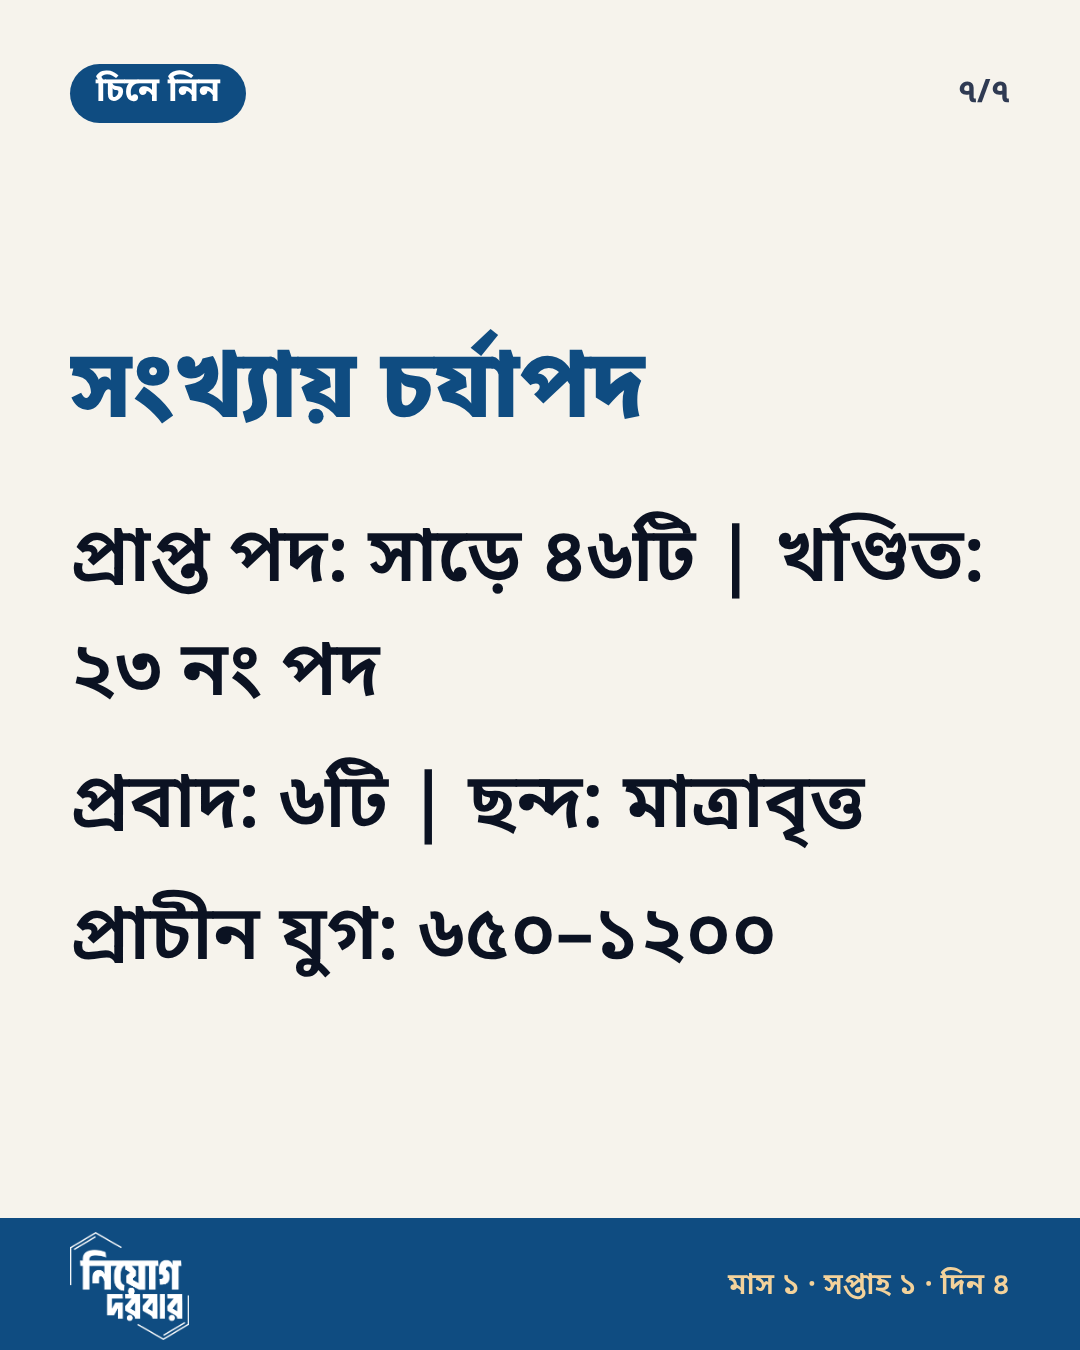 চিনে নিন
৭/৭
সংখ্যায় চর্যাপদ
প্রাপ্ত পদ: সাড়ে ৪৬টি | খণ্ডিত:
২৩ নং পদ
প্রবাদ: ৬টি | ছন্দ: মাত্রাবৃত্ত
প্রাচীন যুগ: ৬৫০–১২০০
নিয়োগ
দরবার
মাস ১ · সপ্তাহ ১ · দিন ৪